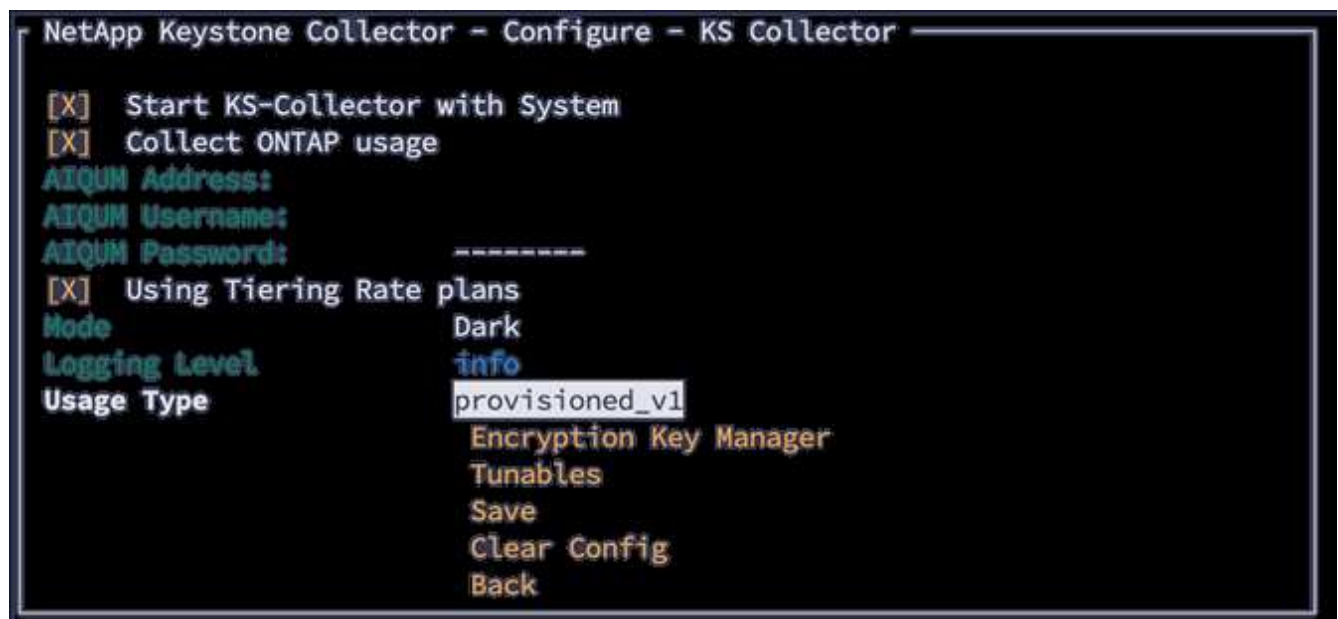 NetApp Keystone Collector - Configure - KS Collector
[X] Start KS-Collector with System
[X] Collect ONTAP usage
AIQUM Address:
AIQUM Username:
AIQUM Password: --------
[X] Using Tiering Rate plans
Mode Dark
Logging Level info
Usage Type provisioned_v1
Encryption Key Manager
Tunables
Save
Clear Config
Back